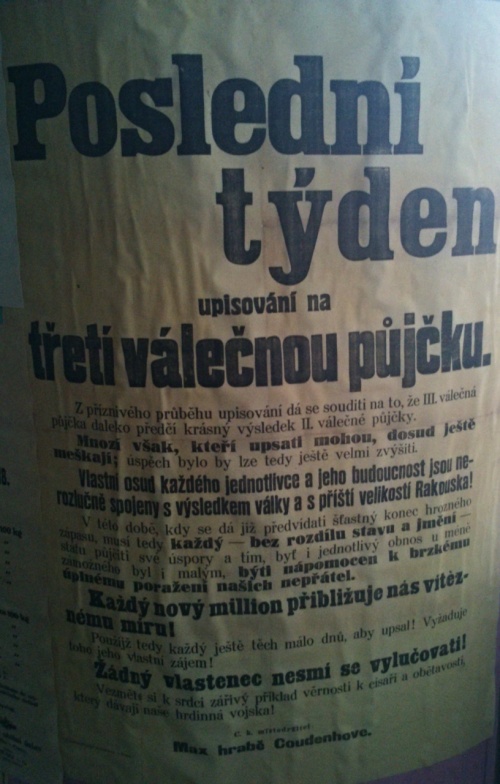 Poslední
týden
upisování na
třetí válečnou půjčku.
Z příznivého průběhu upisování dá se souditi na to, že III. válečná
půjčka daleko předčí krásný výsledek II. válečné půjčky.
Mnozí však, kteří upsati mohou, dosud ještě
meškají; úspěch bylo by lze tedy ještě velmi zvýšiti.
Vlastní osud každého jednotlivce a jeho budoucnost jsou ne-
rozlučně spojeny s výsledkem války a s příští velikostí Rakouska!
V této době, kdy se dá již předvídati šťastný konec hrozného
zápasu, musí tedy každý — bez rozdílu stavu a jmění —
státu půjčiti své úspory a tím, byť i jednotlivý obnos u méně
zámožného byl i malým, býti nápomocen k brzkému
úplnému poražení našich nepřátel.
Každý nový million přibližuje nás vítěz-
nému míru!
Použijž tedy každý ještě těch málo dnů, aby upsal! Vyžaduje
toho jeho vlastní zájem!
Žádný vlastenec nesmí se vylučovati!
Vezměte si k srdci zářivý příklad věrnosti k císaři a obětavosti,
který dávají naše hrdinná vojska!
C. k. místodržitel
Max hrabě Coudenhove.